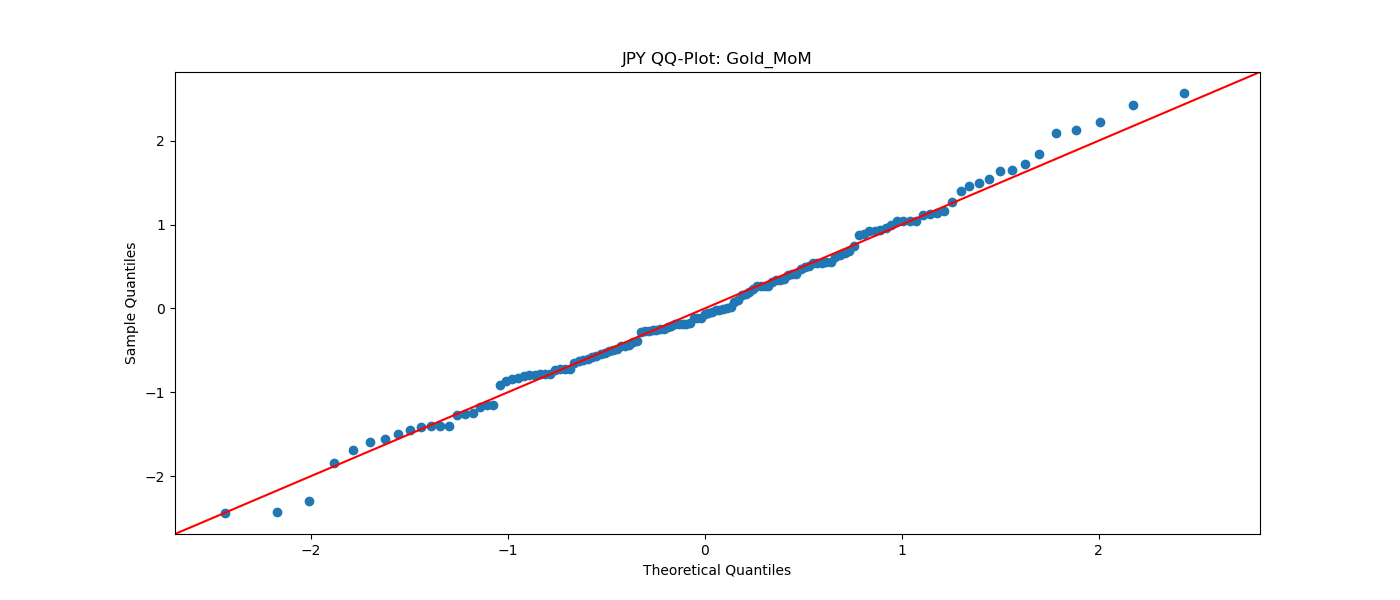 JPY QQ-Plot: Gold_MoM
2
1
0
−1
−2
Sample Quantiles
−2 −1 0 1 2
Theoretical Quantiles